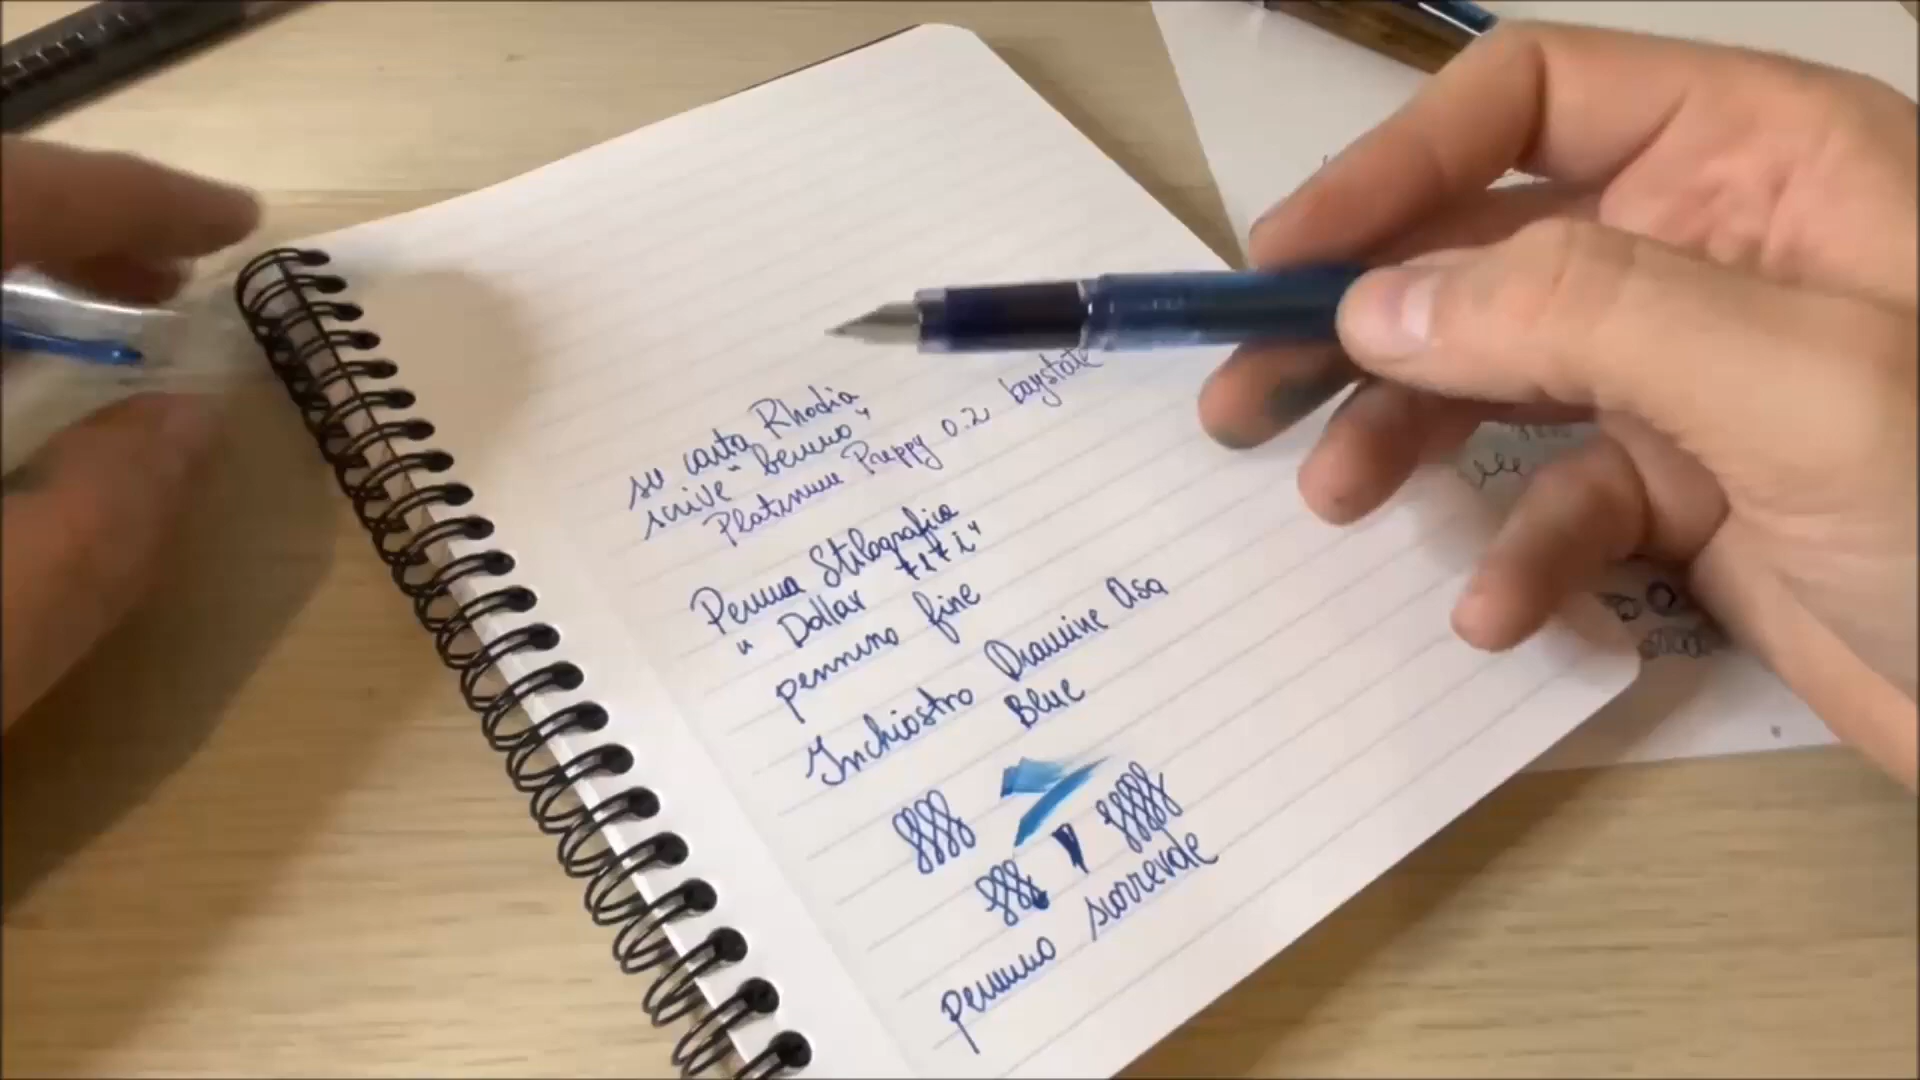 su carta Rhodia
scrive "benino"
Platinum Preppy 0.2 baystate
Penna Stilografica
" Dollar 717i"
pennino fine
Inchiostro Diamine Asa
Blue
pennino scorrevole